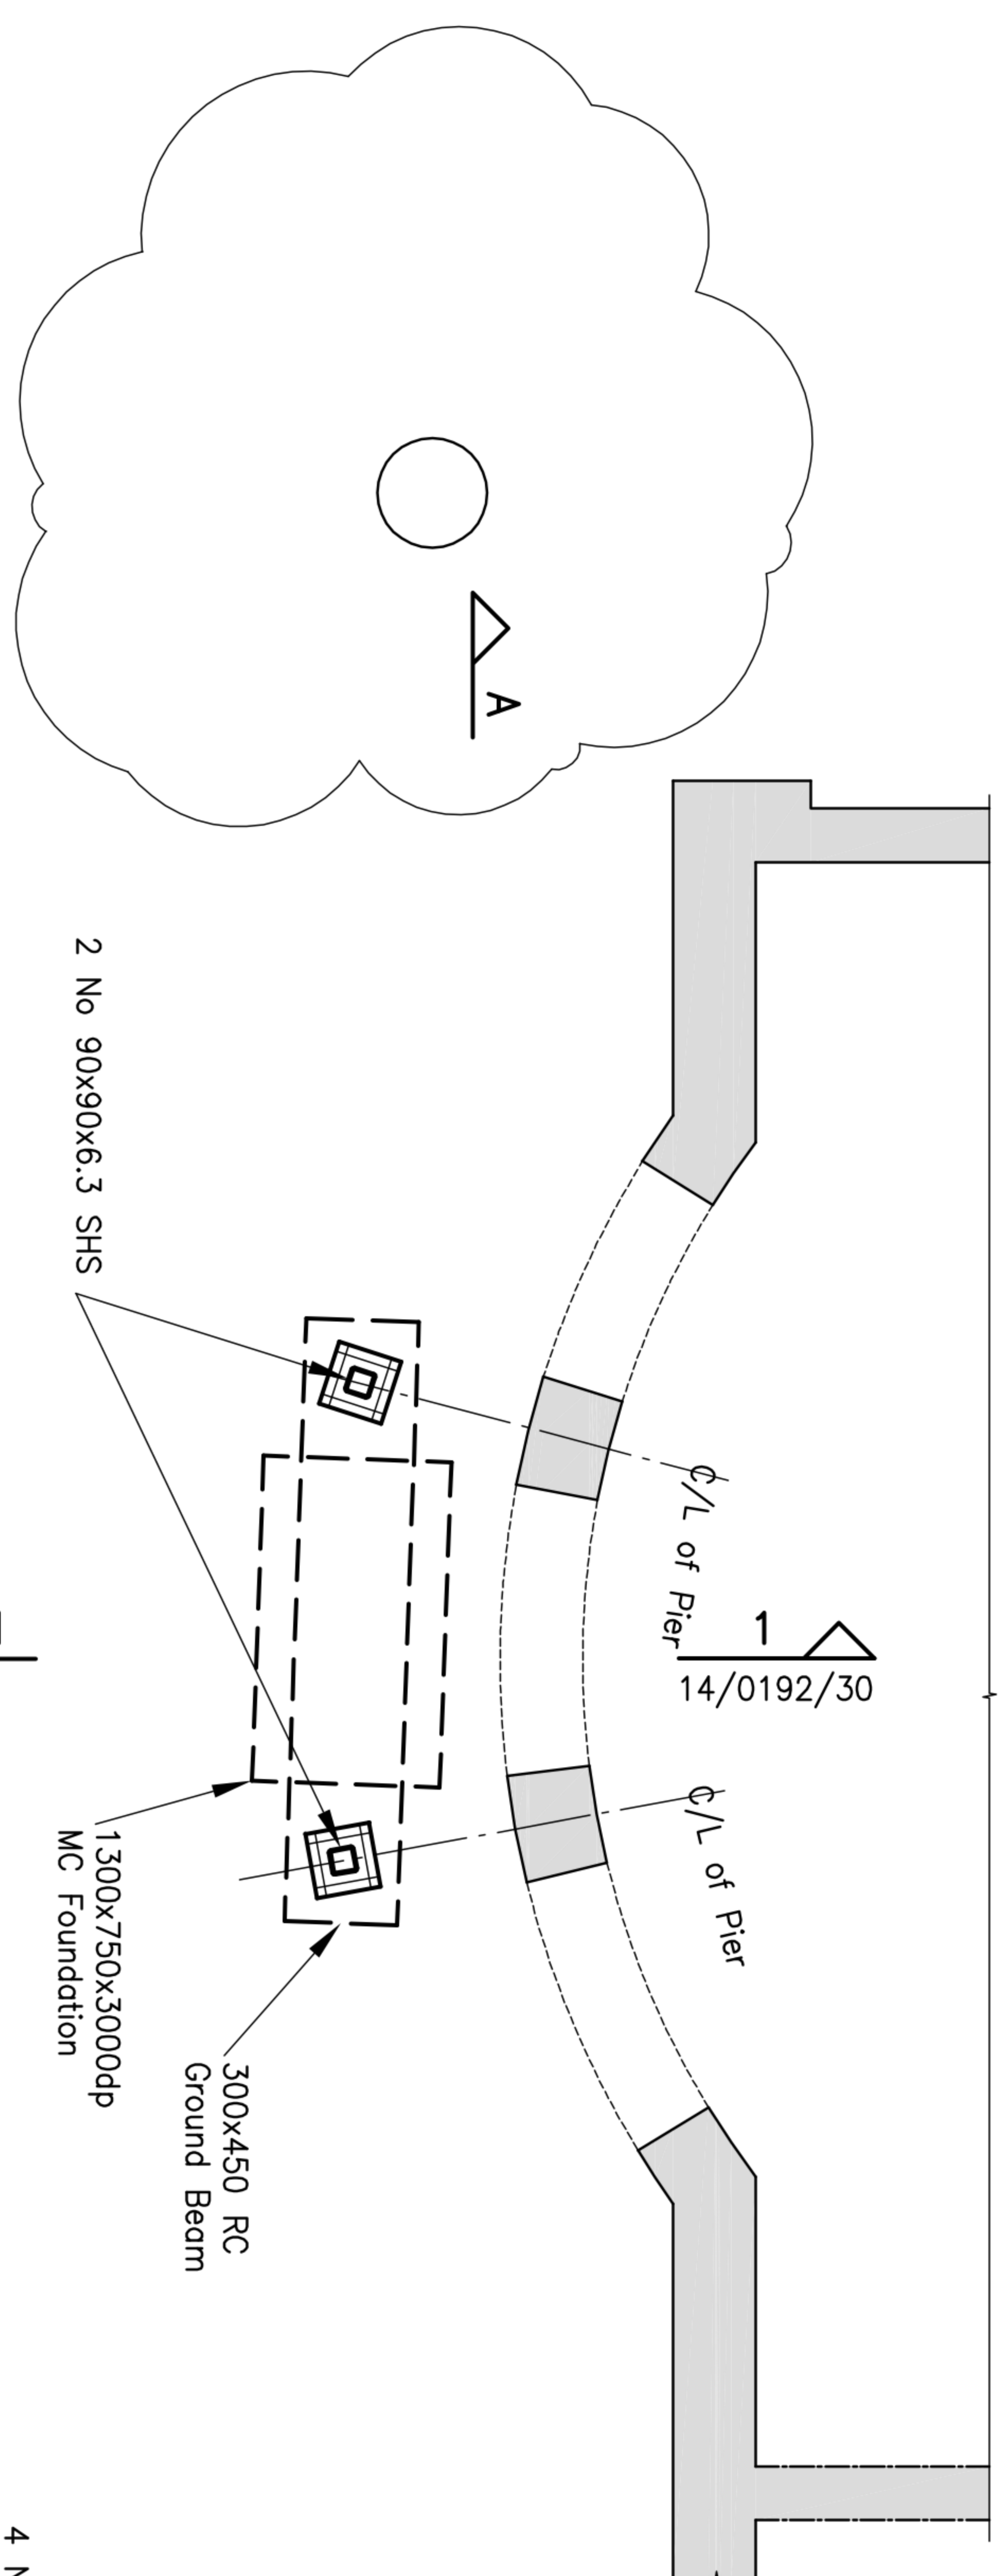 A
2 No 90x90x6.3 SHS
C/L of Pier
1
14/0192/30
C/L of Pier
1300x750x3000dp
MC Foundation
300x450 RC
Ground Beam
4